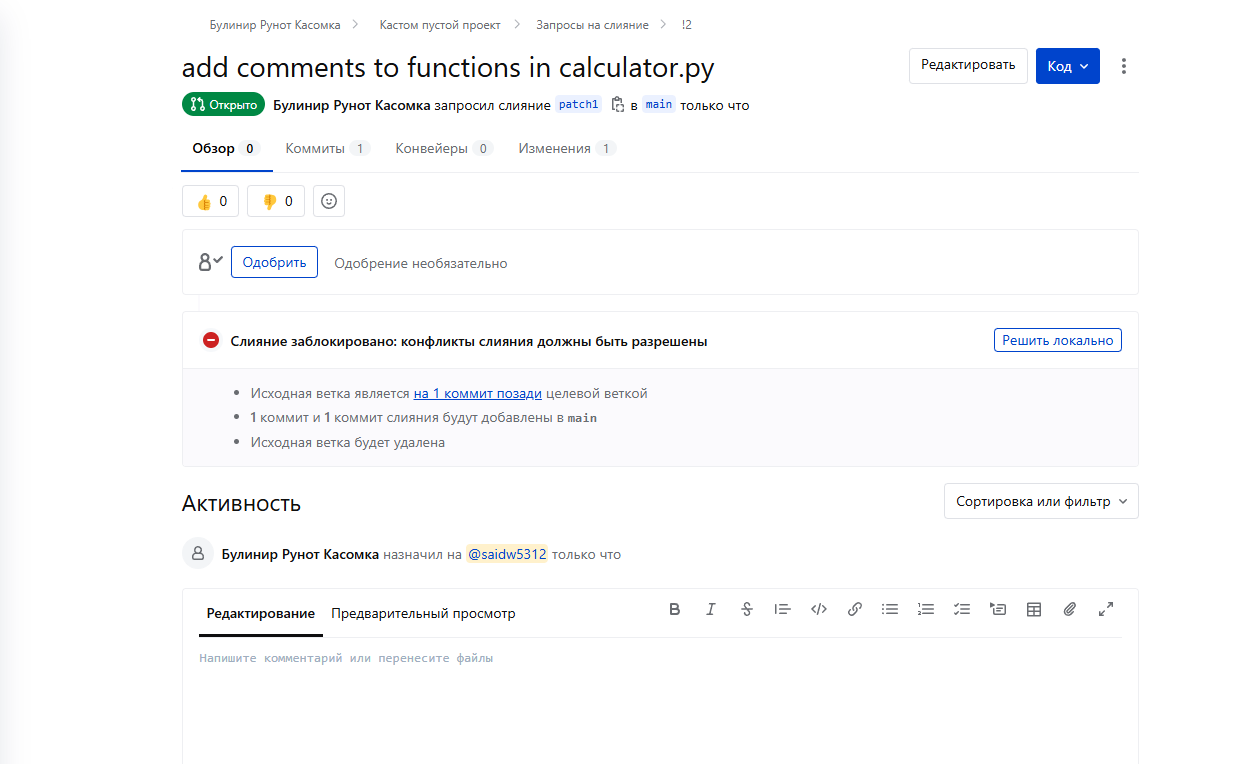 Булинир Рунот Касомка > Кастом пустой проект > Запросы на слияние > !2
add comments to functions in calculator.py
Редактировать
Код
Открыто Булинир Рунот Касомка запросил слияние patch1 в main только что
Обзор 0 Коммиты 1 Конвейеры 0 Изменения 1
👍 0 👎 0
Одобрить Одобрение необязательно
Слияние заблокировано: конфликты слияния должны быть разрешены
Решить локально
• Исходная ветка является на 1 коммит позади целевой веткой
• 1 коммит и 1 коммит слияния будут добавлены в main
• Исходная ветка будет удалена
Активность
Сортировка или фильтр
Булинир Рунот Касомка назначил на @saidw5312 только что
Редактирование Предварительный просмотр
Напишите комментарий или перенесите файлы